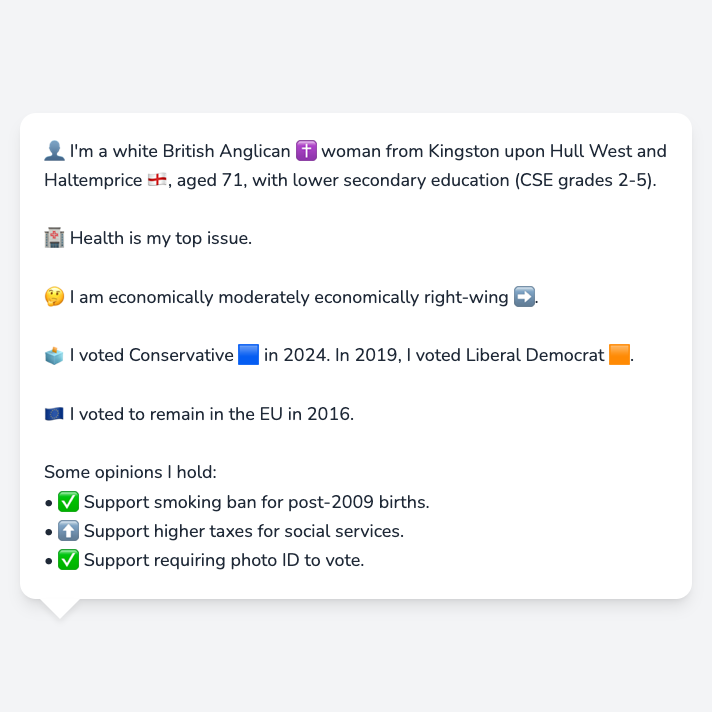 👤 I'm a white British Anglican ✝️ woman from Kingston upon Hull West and
Haltemprice 🏴󠁧󠁢󠁥󠁮󠁧󠁿, aged 71, with lower secondary education (CSE grades 2-5).
🏥 Health is my top issue.
🤔 I am economically moderately economically right-wing ➡️.
🗳️ I voted Conservative 🟦 in 2024. In 2019, I voted Liberal Democrat 🟧.
🇪🇺 I voted to remain in the EU in 2016.
Some opinions I hold:
• ✅ Support smoking ban for post-2009 births.
• ⬆️ Support higher taxes for social services.
• ✅ Support requiring photo ID to vote.